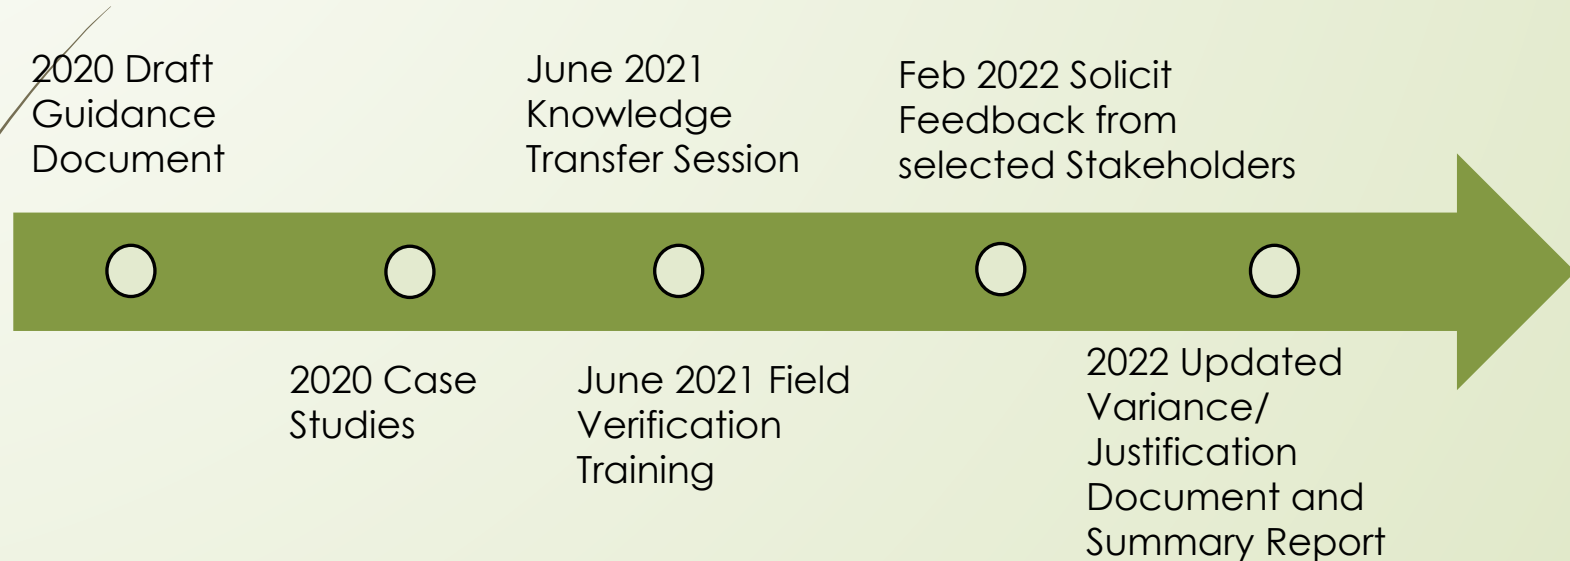 2020 Draft
Guidance
Document
June 2021
Knowledge
Transfer Session
Feb 2022 Solicit
Feedback from
selected Stakeholders
2020 Case
Studies
June 2021 Field
Verification
Training
2022 Updated
Variance/
Justification
Document and
Summary Report